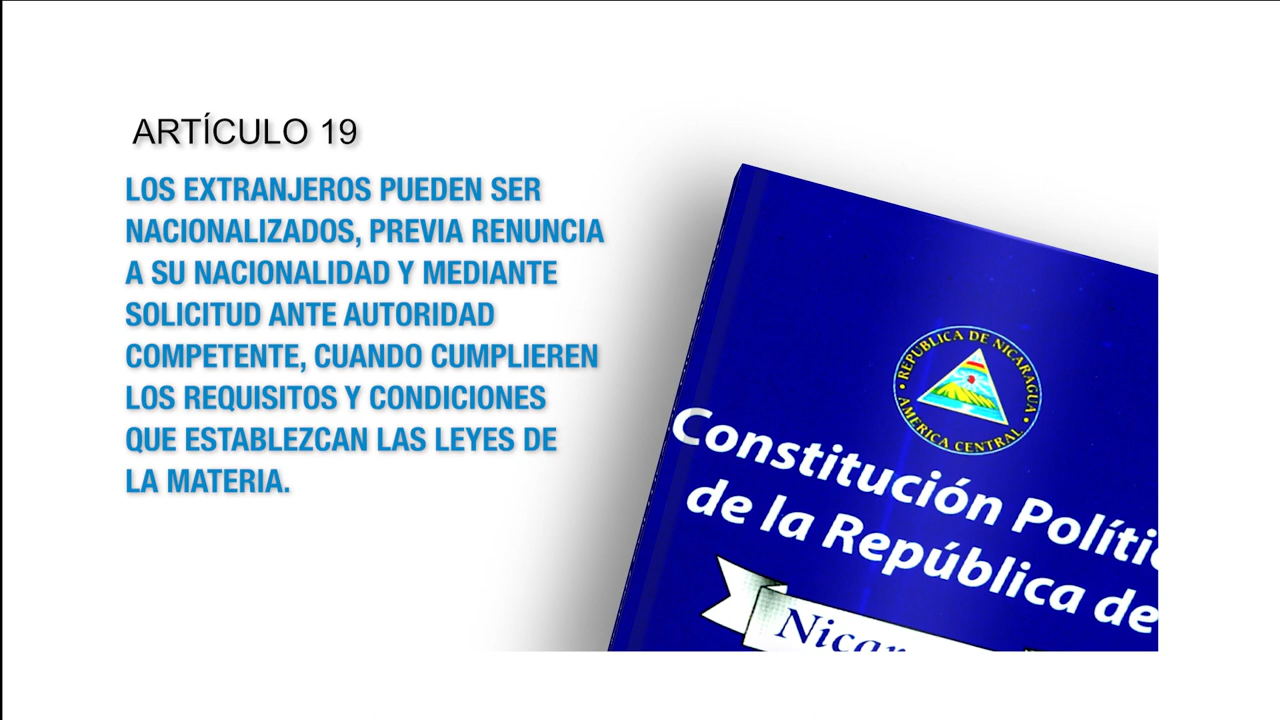 ARTÍCULO 19
LOS EXTRANJEROS PUEDEN SER
NACIONALIZADOS, PREVIA RENUNCIA
A SU NACIONALIDAD Y MEDIANTE
SOLICITUD ANTE AUTORIDAD
COMPETENTE, CUANDO CUMPLIEREN
LOS REQUISITOS Y CONDICIONES
QUE ESTABLEZCAN LAS LEYES DE
LA MATERIA.
REPUBLICA DE NICARAGUA
AMERICA CENTRAL
Constitución Polític
de la República de
Nicar